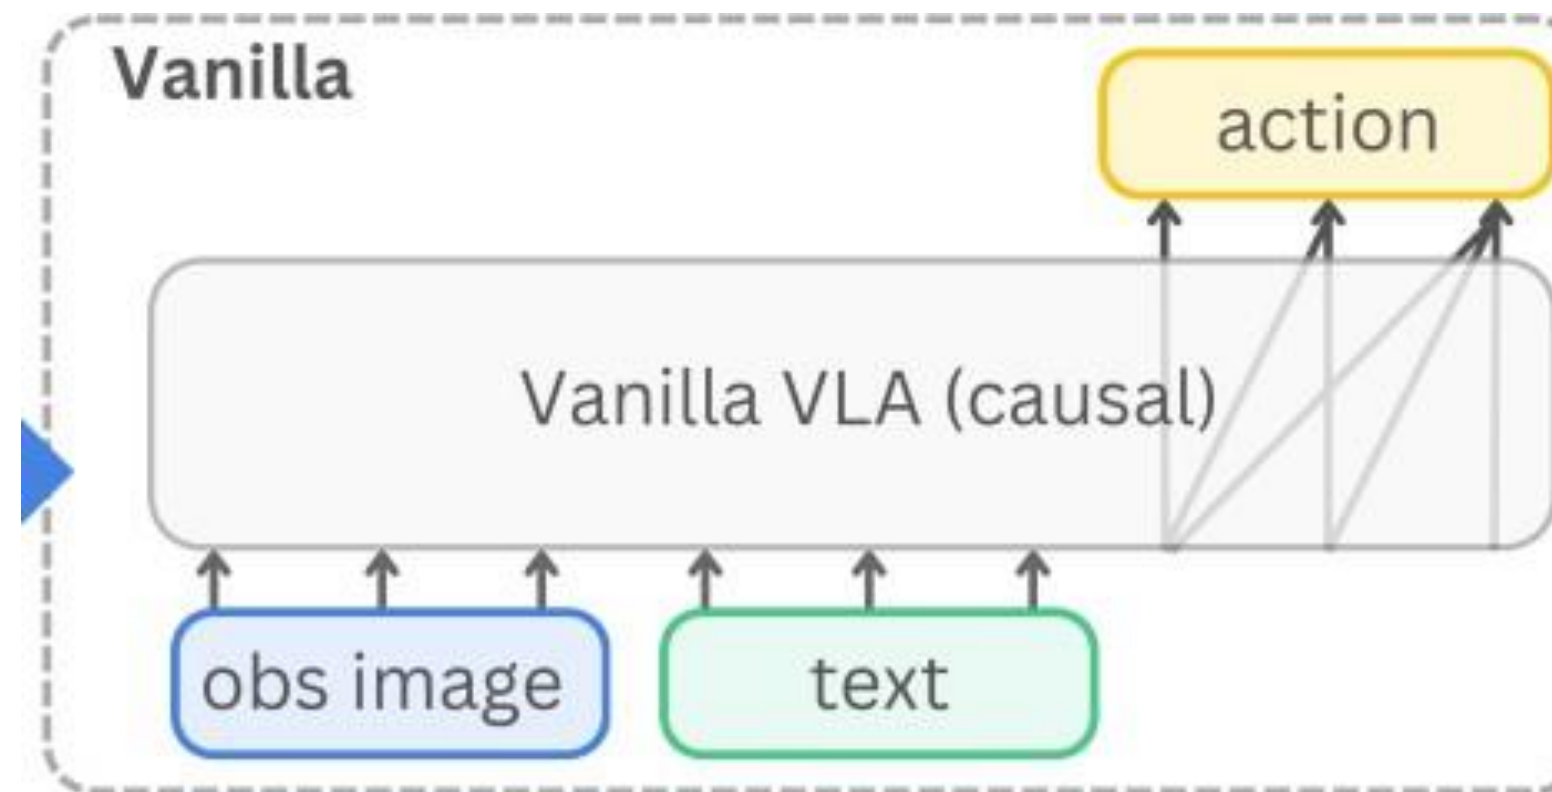 Vanilla
action
Vanilla VLA (causal)
obs image
text